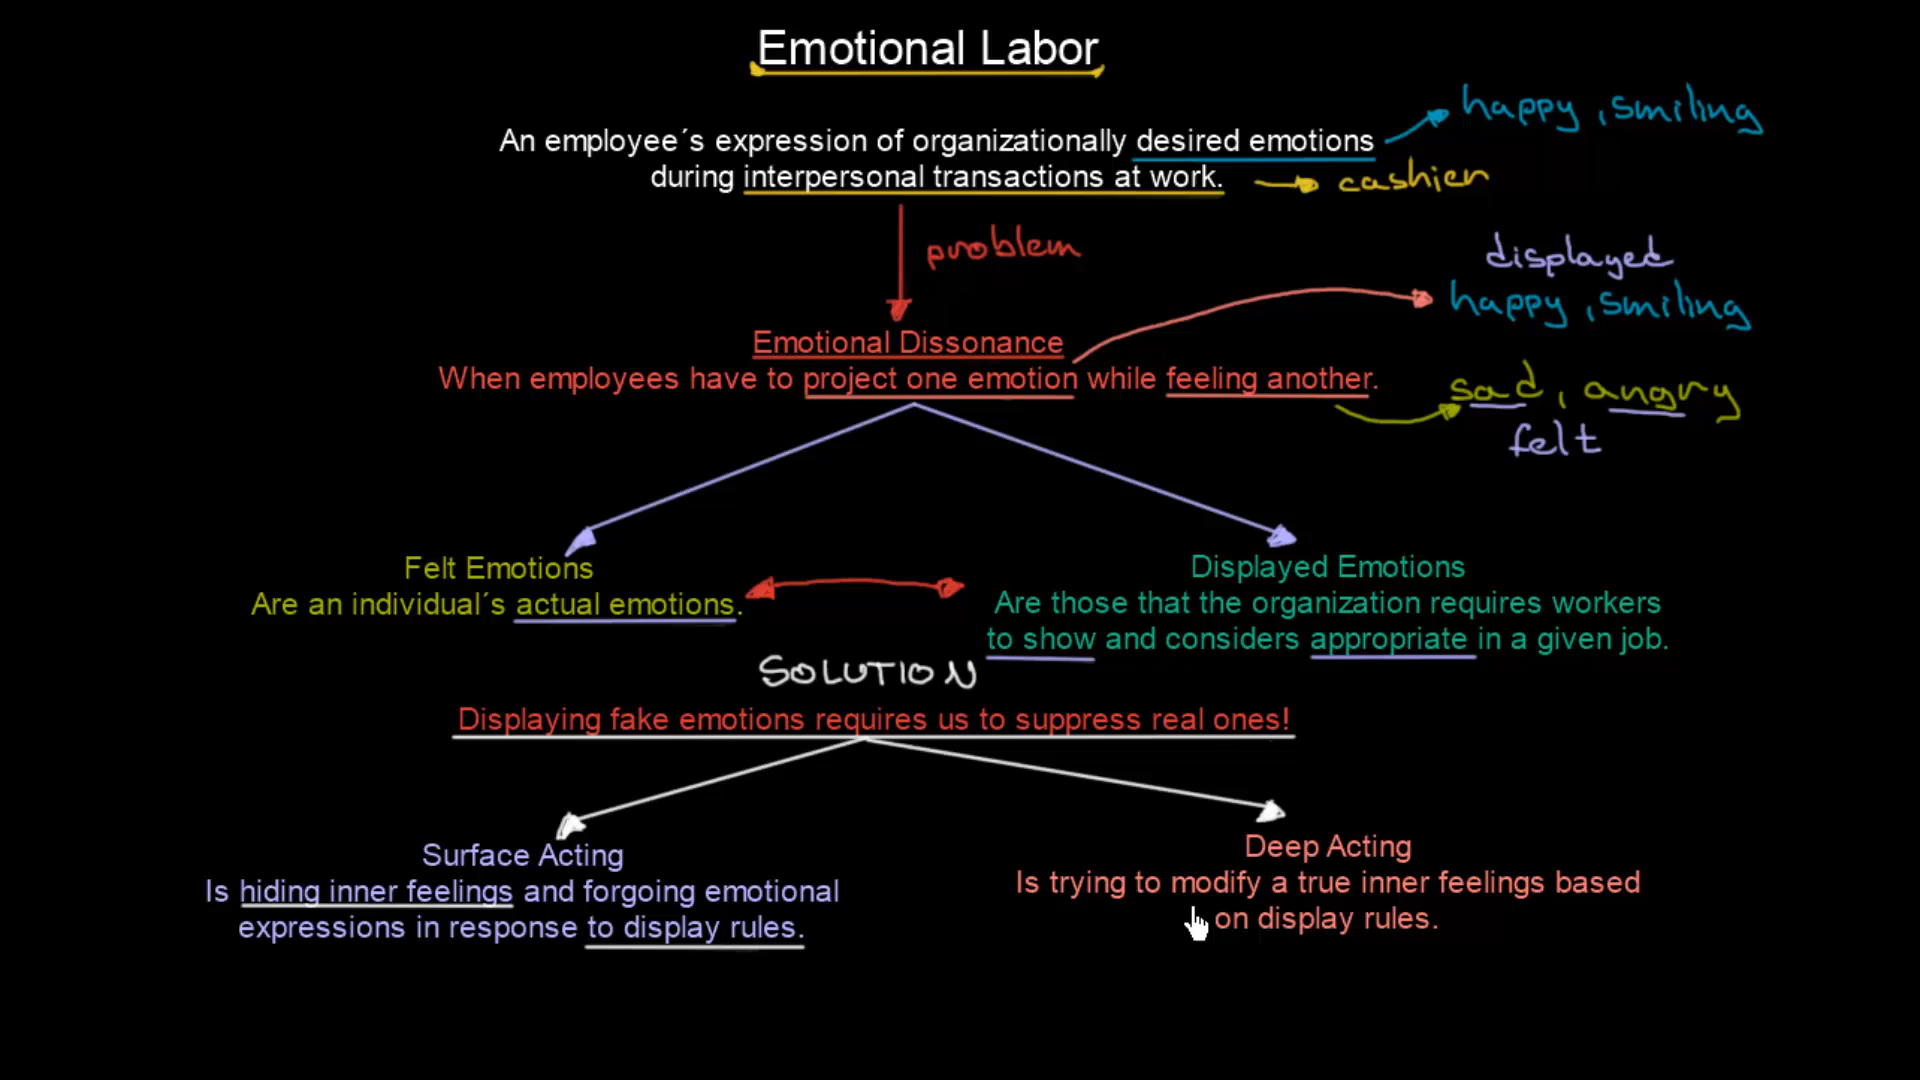 Emotional Labor
happy, smiling
An employee´s expression of organizationally desired emotions
during interpersonal transactions at work.
cashier
problem
displayed
happy, smiling
Emotional Dissonance
When employees have to project one emotion while feeling another.
sad, angry
felt
Felt Emotions
Are an individual´s actual emotions.
Displayed Emotions
Are those that the organization requires workers
to show and considers appropriate in a given job.
SOLUTION
Displaying fake emotions requires us to suppress real ones!
Surface Acting
Is hiding inner feelings and forgoing emotional
expressions in response to display rules.
Deep Acting
Is trying to modify a true inner feelings based
on display rules.